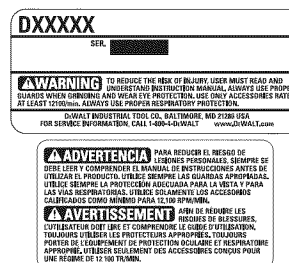 DXXXXX
SER.
WARNING TO REDUCE THE RISK OF INJURY, USER MUST READ AND
UNDERSTAND INSTRUCTION MANUAL, ALWAYS USE PROPE
GUARDS WHEN GRINDING AND WEAR EYE PROTECTION. USE ONLY ACCESSORIES RATE
AT LEAST 12100/min. ALWAYS USE PROPER RESPIRATORY PROTECTION.
DeWALT INDUSTRIAL TOOL CO., BALTIMORE, MD 21286 USA
FOR SERVICE INFORMATION, CALL 1-800-4-DeWALT www.DeWALT.com
ADVERTENCIA PARA REDUCIR EL RIESGO DE
LESIONES PERSONALES, SIEMPRE SE
DEBE LEER Y COMPRENDER EL MANUAL DE INSTRUCCIONES ANTES DE
UTILIZAR EL PRODUCTO. UTILICE SIEMPRE LAS GUARDAS APROPIADAS.
UTILICE SIEMPRE LA PROTECCIÓN ADECUADA PARA LA VISTA Y PARA
LAS VÍAS RESPIRATORIAS. UTILICE SOLAMENTE LOS ACCESORIOS
CALIFICADOS COMO MÍNIMO PARA 12,100 RPM/MIN.
AVERTISSEMENT AFIN DE RÉDUIRE LES
RISQUES DE BLESSURES,
L'UTILISATEUR DOIT LIRE ET COMPRENDRE LE GUIDE D'UTILISATION,
TOUJOURS UTILISER LES PROTECTEURS APPROPRIÉS. TOUJOURS
PORTER DE L'ÉQUIPEMENT DE PROTECTION OCULAIRE ET RESPIRATOIRE
APPROPRIÉ. UTILISER SEULEMENT DES ACCESSOIRES CONÇUS POUR
UNE RÉGIME DE 12 100 TR/MIN.